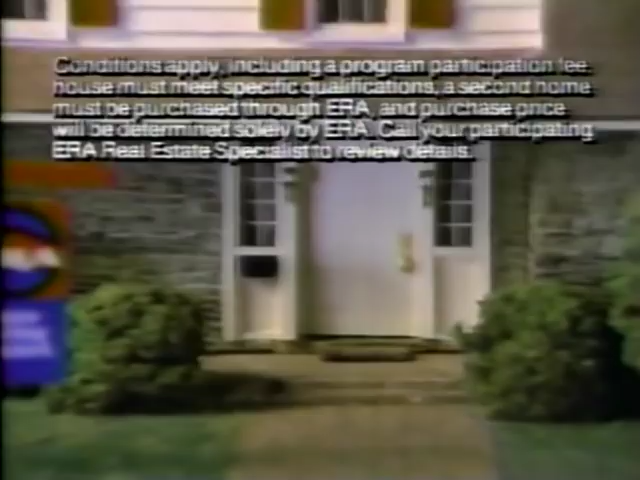 Conditions apply, including a program participation fee,
house must meet specific qualifications, a second home
must be purchased through ERA, and purchase price
will be determined solely by ERA. Call your participating
ERA Real Estate Specialist to review details.